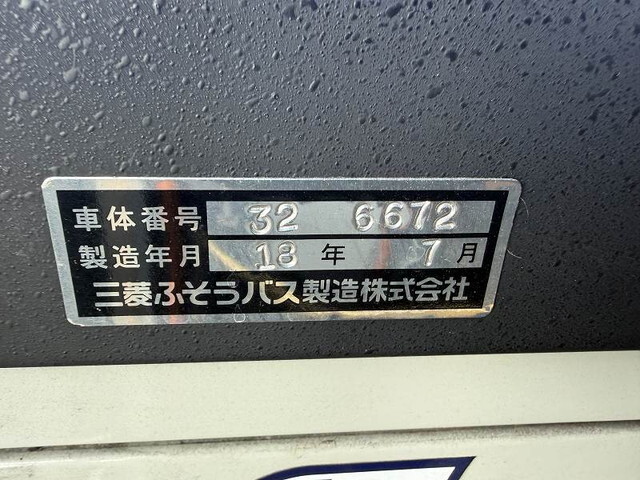 車体番号 32 6672
製造年月 18 年 7 月
三菱ふそうバス製造株式会社